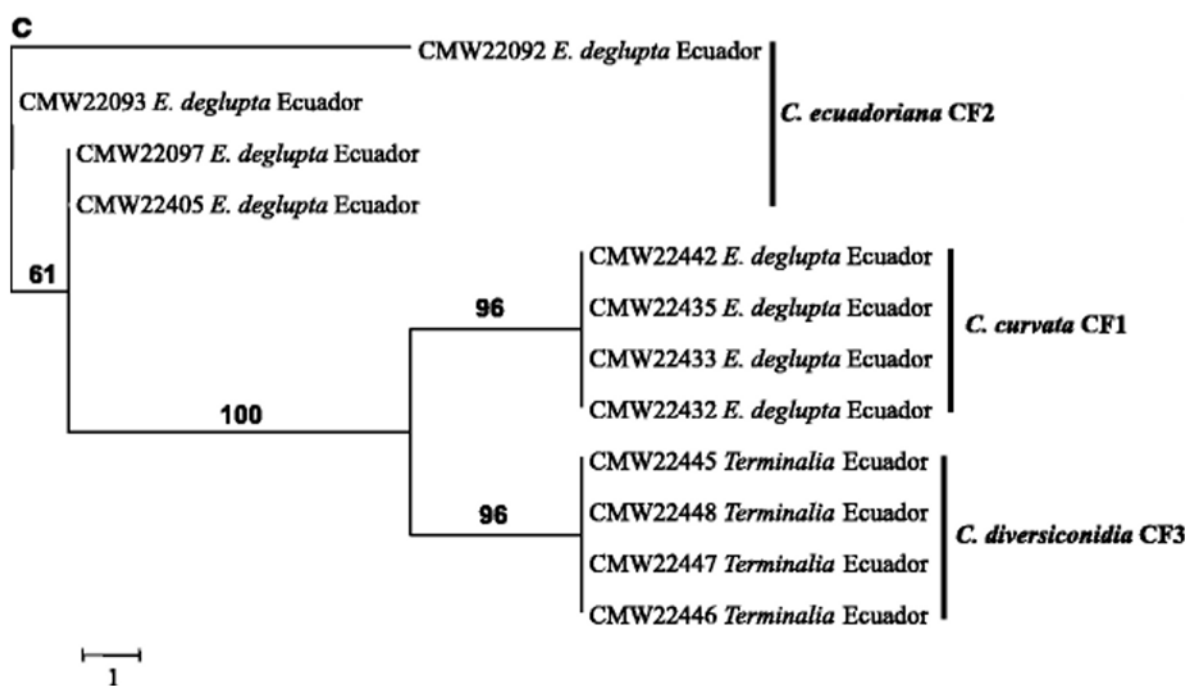 C
CMW22092 E. deglupta Ecuador
CMW22093 E. deglupta Ecuador
C. ecuadoriana CF2
CMW22097 E. deglupta Ecuador
CMW22405 E. deglupta Ecuador
CMW22442 E. deglupta Ecuador
61
96
CMW22435 E. deglupta Ecuador
C. curvata CF1
CMW22433 E. deglupta Ecuador
100
CMW22432 E. deglupta Ecuador
CMW22445 Terminalia Ecuador
96
CMW22448 Terminalia Ecuador
C. diversiconidia CF3
CMW22447 Terminalia Ecuador
CMW22446 Terminalia Ecuador
1